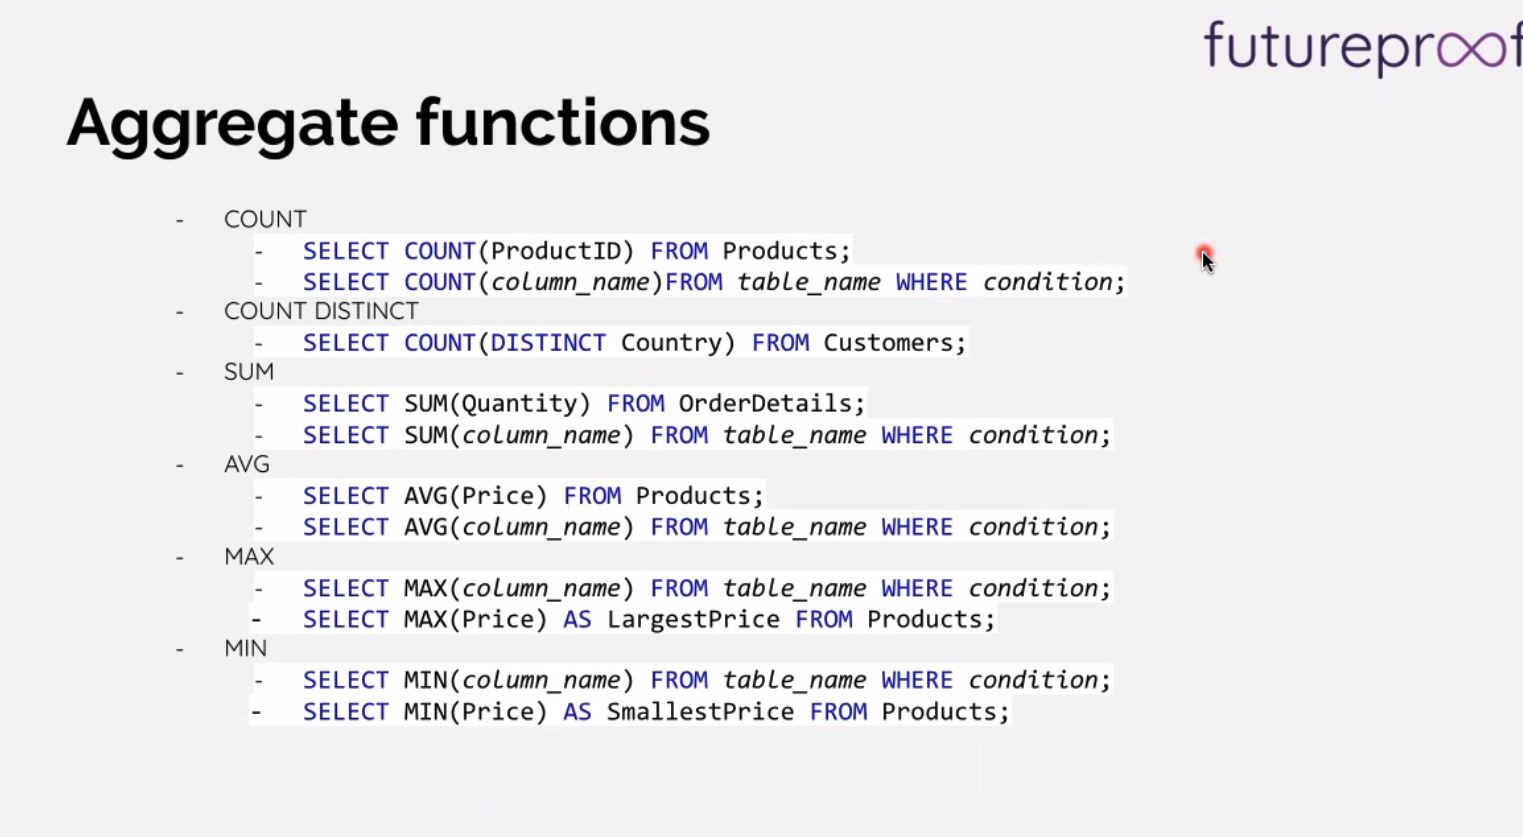 futureproof
Aggregate functions
- COUNT
- SELECT COUNT(ProductID) FROM Products;
- SELECT COUNT(column_name)FROM table_name WHERE condition;
- COUNT DISTINCT
- SELECT COUNT(DISTINCT Country) FROM Customers;
- SUM
- SELECT SUM(Quantity) FROM OrderDetails;
- SELECT SUM(column_name) FROM table_name WHERE condition;
- AVG
- SELECT AVG(Price) FROM Products;
- SELECT AVG(column_name) FROM table_name WHERE condition;
- MAX
- SELECT MAX(column_name) FROM table_name WHERE condition;
- SELECT MAX(Price) AS LargestPrice FROM Products;
- MIN
- SELECT MIN(column_name) FROM table_name WHERE condition;
- SELECT MIN(Price) AS SmallestPrice FROM Products;